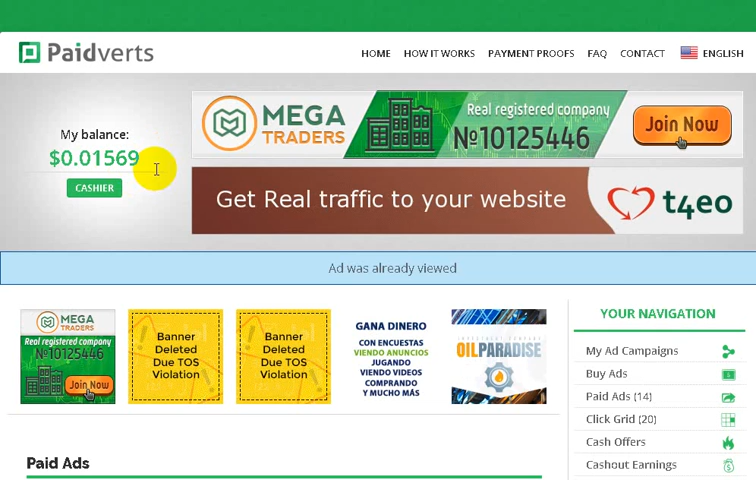 Paidverts
HOME HOW IT WORKS PAYMENT PROOFS FAQ CONTACT ENGLISH
My balance:
$0.01569
CASHIER
MEGA TRADERS
Real registered company
№10125446
Join Now
Get Real traffic to your website
t4eo
Ad was already viewed
MEGA
TRADERS
Real registered company
№10125446
Join Now
Banner
Deleted
Due TOS
Violation
Banner
Deleted
Due TOS
Violation
GANA DINERO
CON ENCUESTAS
VIENDO ANUNCIOS
JUGANDO
VIENDO VIDEOS
COMPRANDO
Y MUCHO MÁS
INVESTMENT COMPANY
OILPARADISE
YOUR NAVIGATION
My Ad Campaigns
Buy Ads
Paid Ads (14)
Click Grid (20)
Cash Offers
Cashout Earnings
Paid Ads